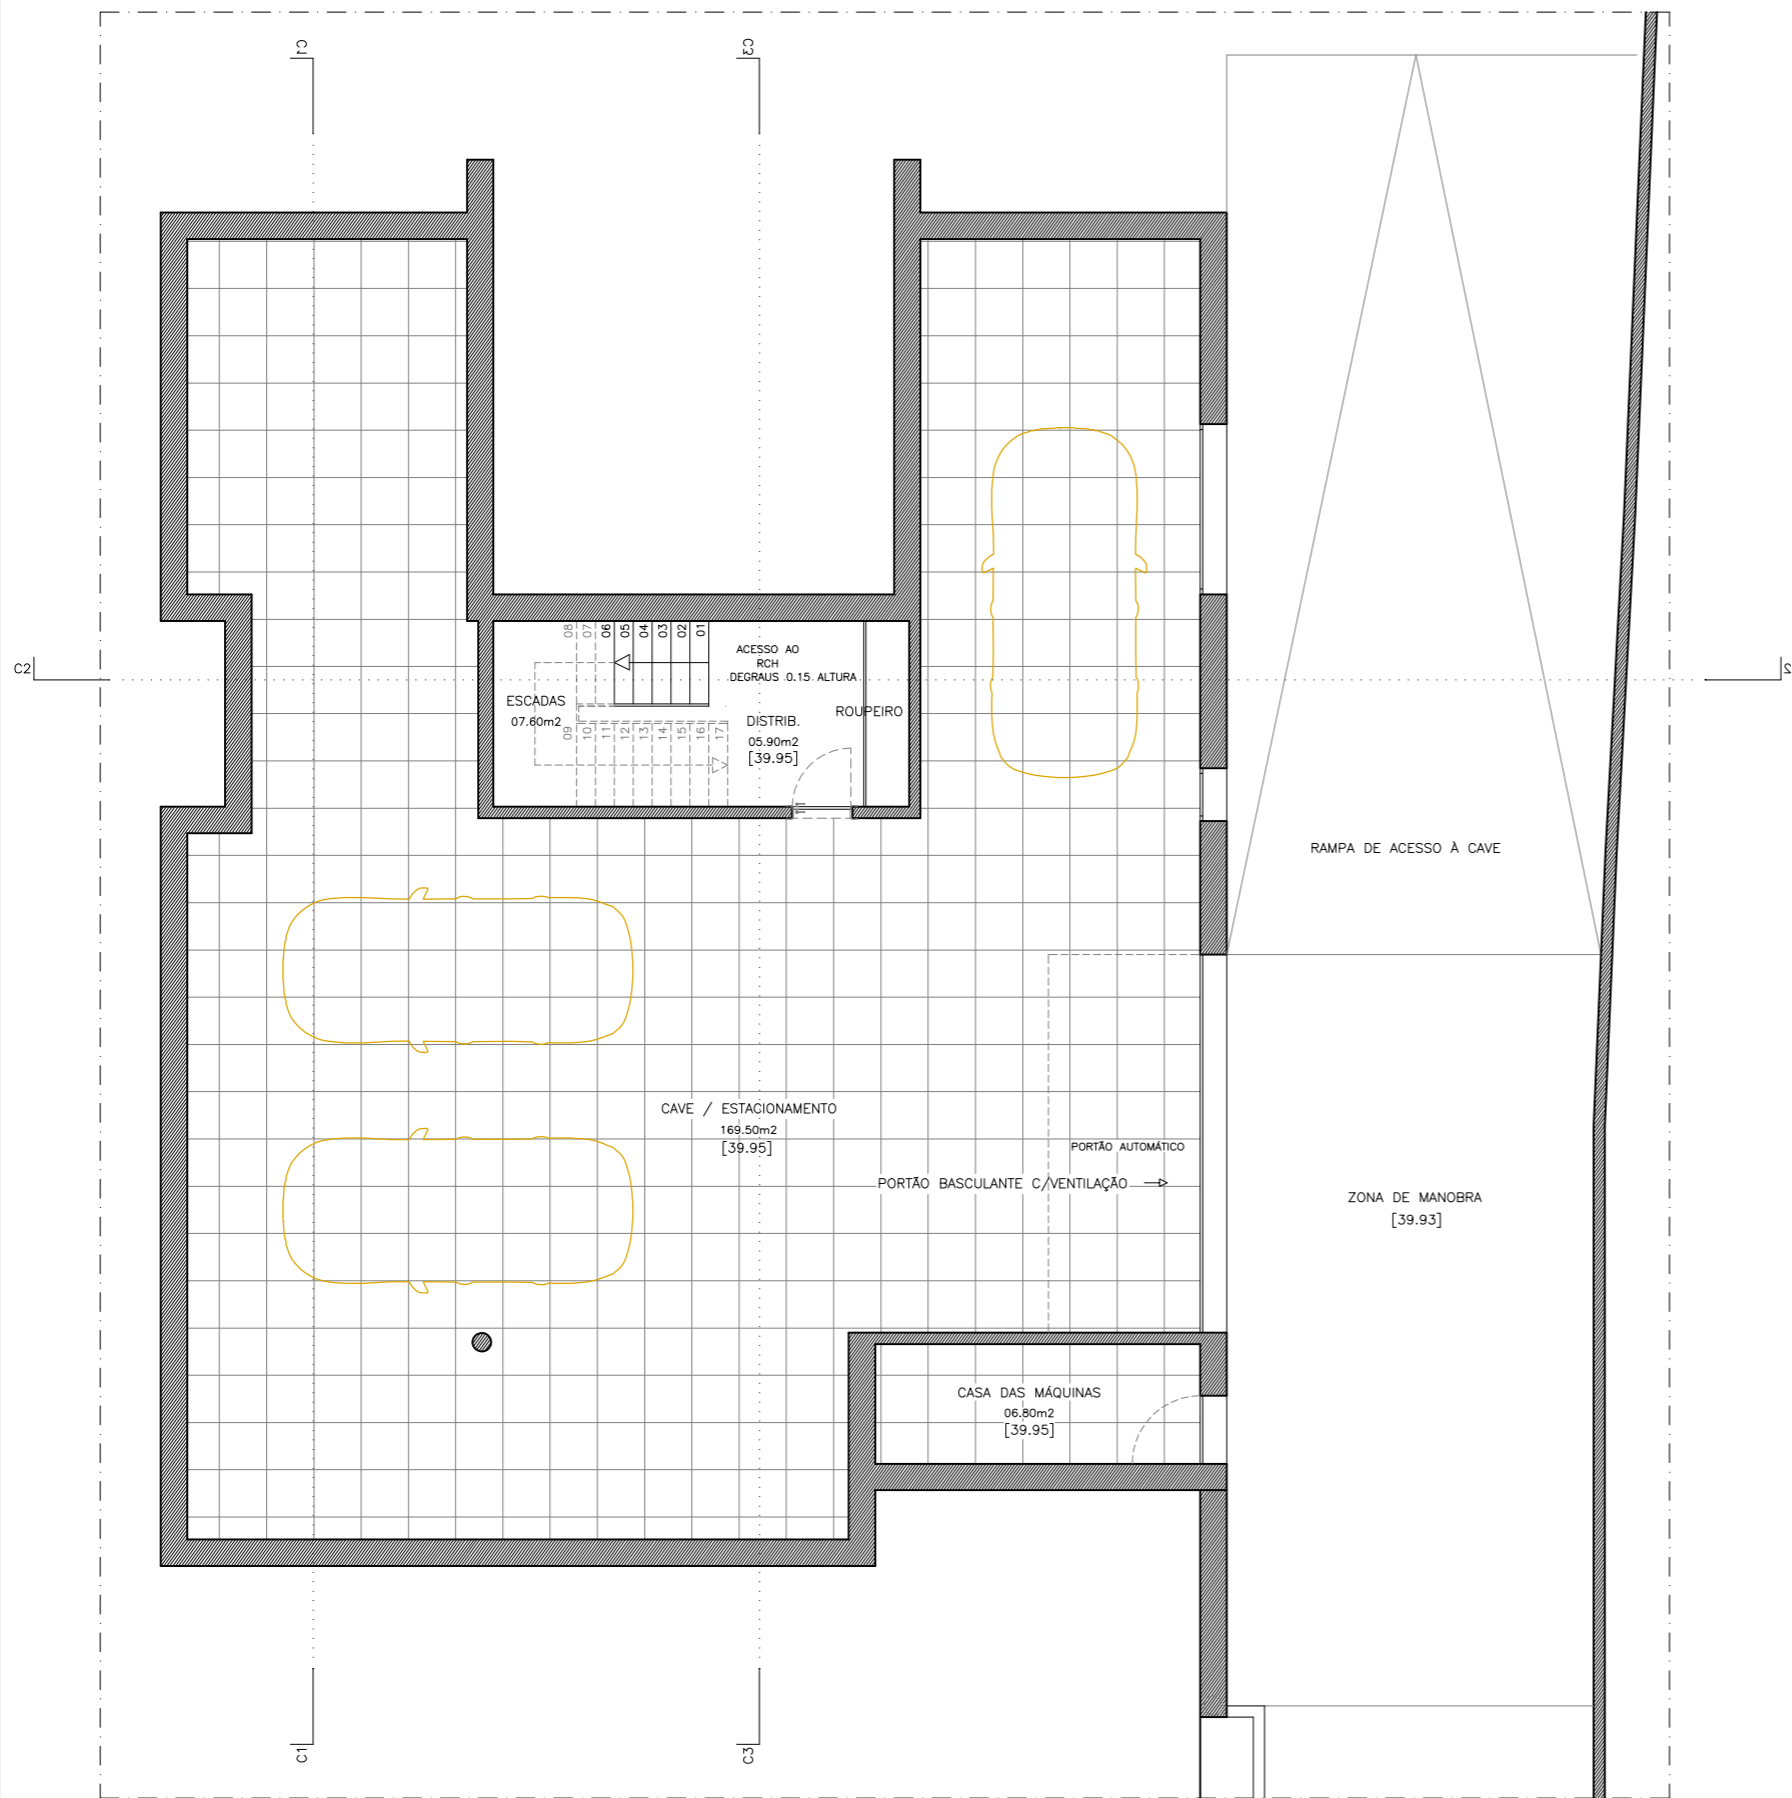 C1
C3
08
07
06
05
04
03
02
01
ACESSO AO
RCH
DEGRAUS 0.15 ALTURA
C2
ESCADAS
07.60m2
ROUPEIRO
DISTRIB.
05.90m2
[39.95]
09
10
11
12
13
14
15
16
17
RAMPA DE ACESSO À CAVE
CAVE / ESTACIONAMENTO
169.50m2
[39.95]
PORTÃO AUTOMÁTICO
PORTÃO BASCULANTE C/VENTILAÇÃO
ZONA DE MANOBRA
[39.93]
CASA DAS MÁQUINAS
06.80m2
[39.95]
C1
C3